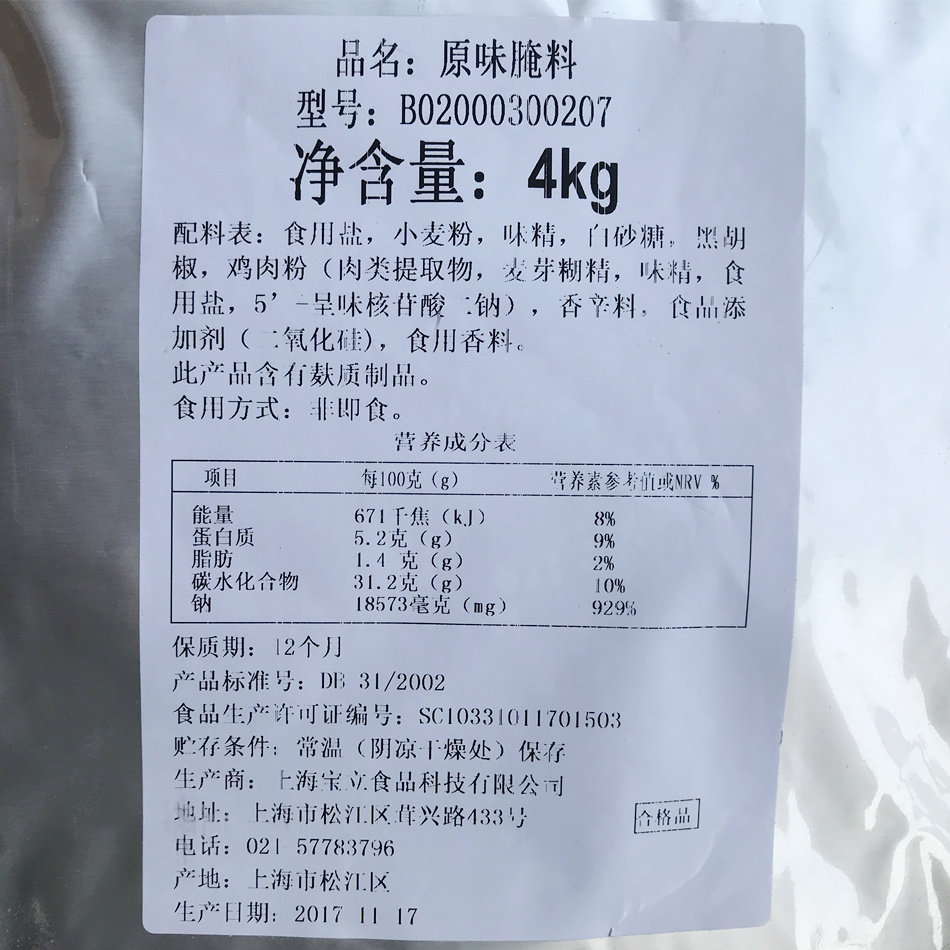 品名：原味腌料
型号：B02000300207
净含量：4kg
配料表：食用盐，小麦粉，味精，白砂糖，黑胡
椒，鸡肉粉（肉类提取物，麦芽糊精，味精，食
用盐，5’-呈味核苷酸二钠），香辛料，食品添
加剂（二氧化硅），食用香料。
此产品含有麸质制品。
食用方式：非即食。
营养成分表
项目 每100克（g） 营养素参考值或NRV %
能量 671千焦（kJ） 8%
蛋白质 5.2克（g） 9%
脂肪 1.4 克（g） 2%
碳水化合物 31.2克（g） 10%
钠 18573毫克（mg） 929%
保质期：12个月
产品标准号：DB 31/2002
食品生产许可证编号：SC10331011701503
贮存条件：常温（阴凉干燥处）保存
生产商：上海宝立食品科技有限公司
地址：上海市松江区茸兴路433号
合格品
电话：021-57783796
产地：上海市松江区
生产日期：2017 11 17